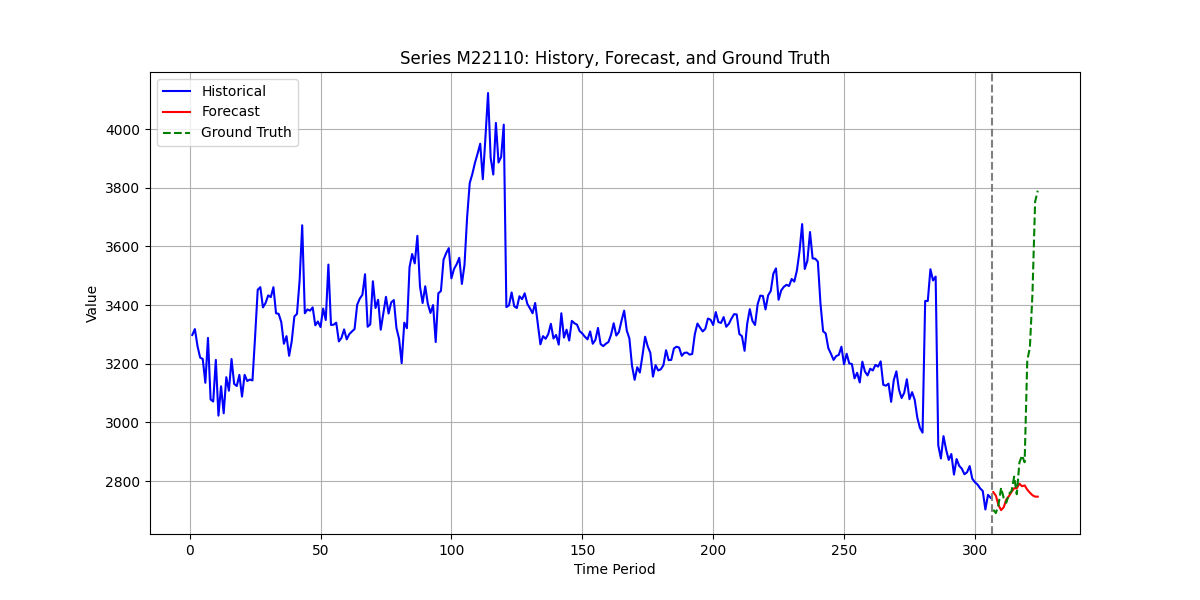 Series M22110: History, Forecast, and Ground Truth
Historical
Forecast
Ground Truth
4000
3800
3600
3400
3200
3000
2800
Value
0 50 100 150 200 250 300
Time Period